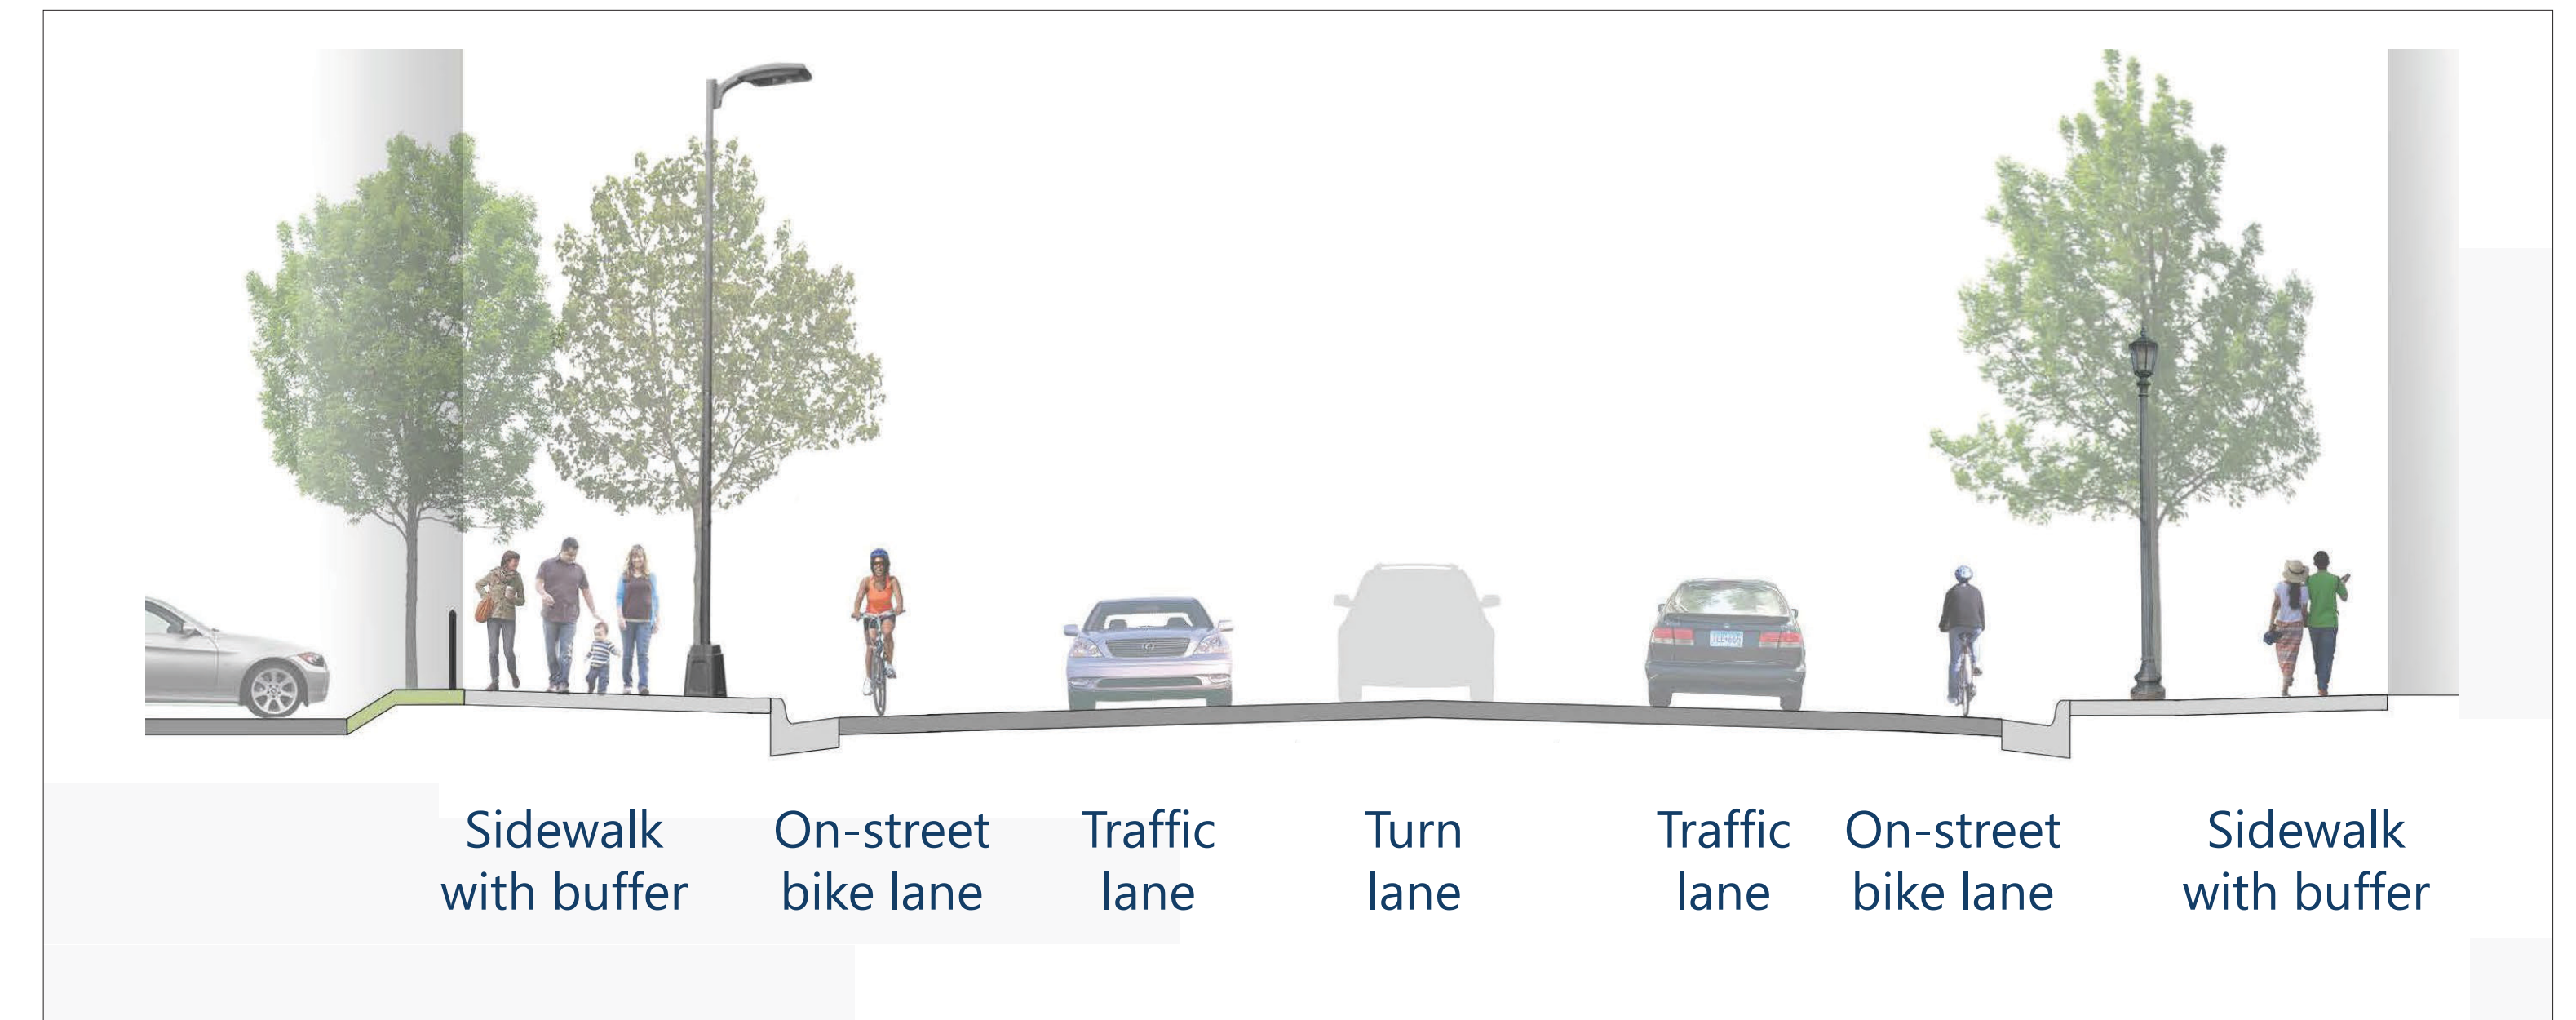 Sidewalk
with buffer
On-street
bike lane
Traffic
lane
Turn
lane
Traffic
lane
On-street
bike lane
Sidewalk
with buffer